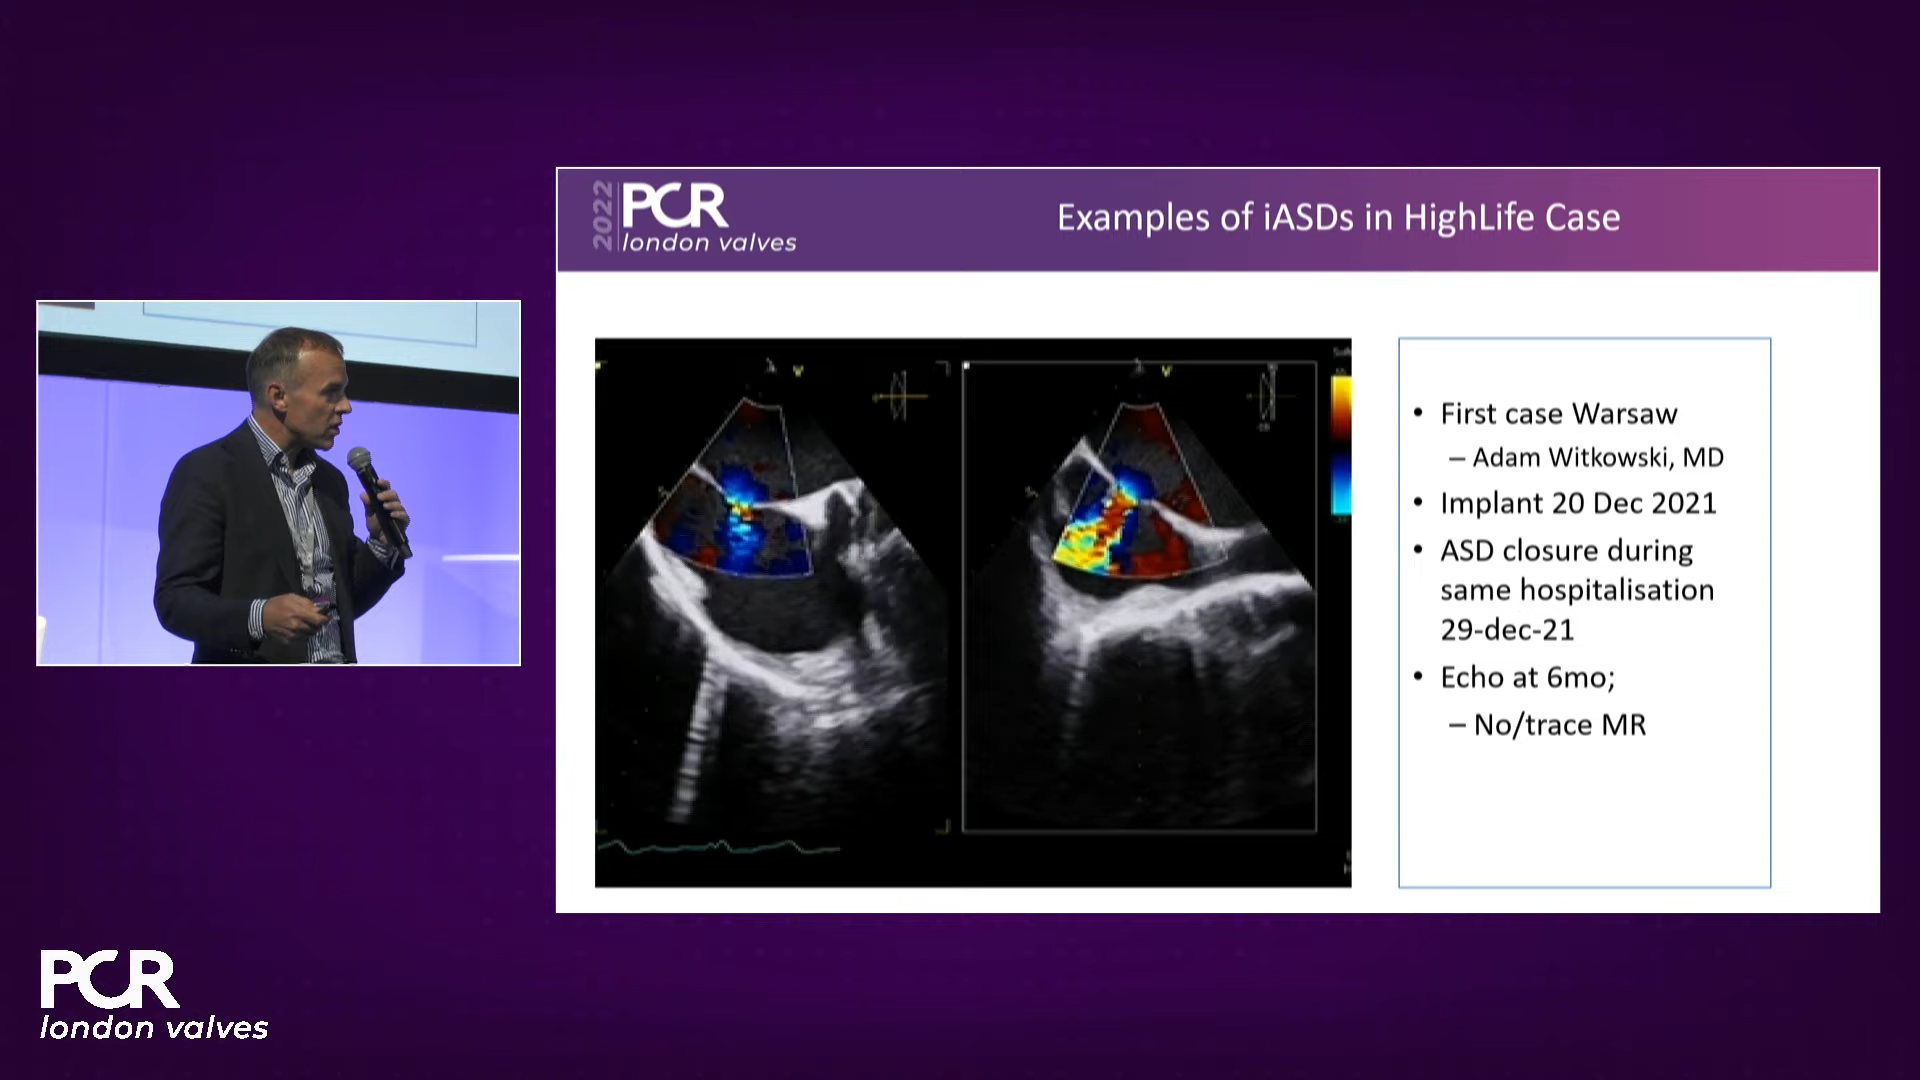 2022
PCR
london valves
Examples of iASDs in HighLife Case
• First case Warsaw
– Adam Witkowski, MD
• Implant 20 Dec 2021
• ASD closure during
same hospitalisation
29-dec-21
• Echo at 6mo;
– No/trace MR
PCR
london valves